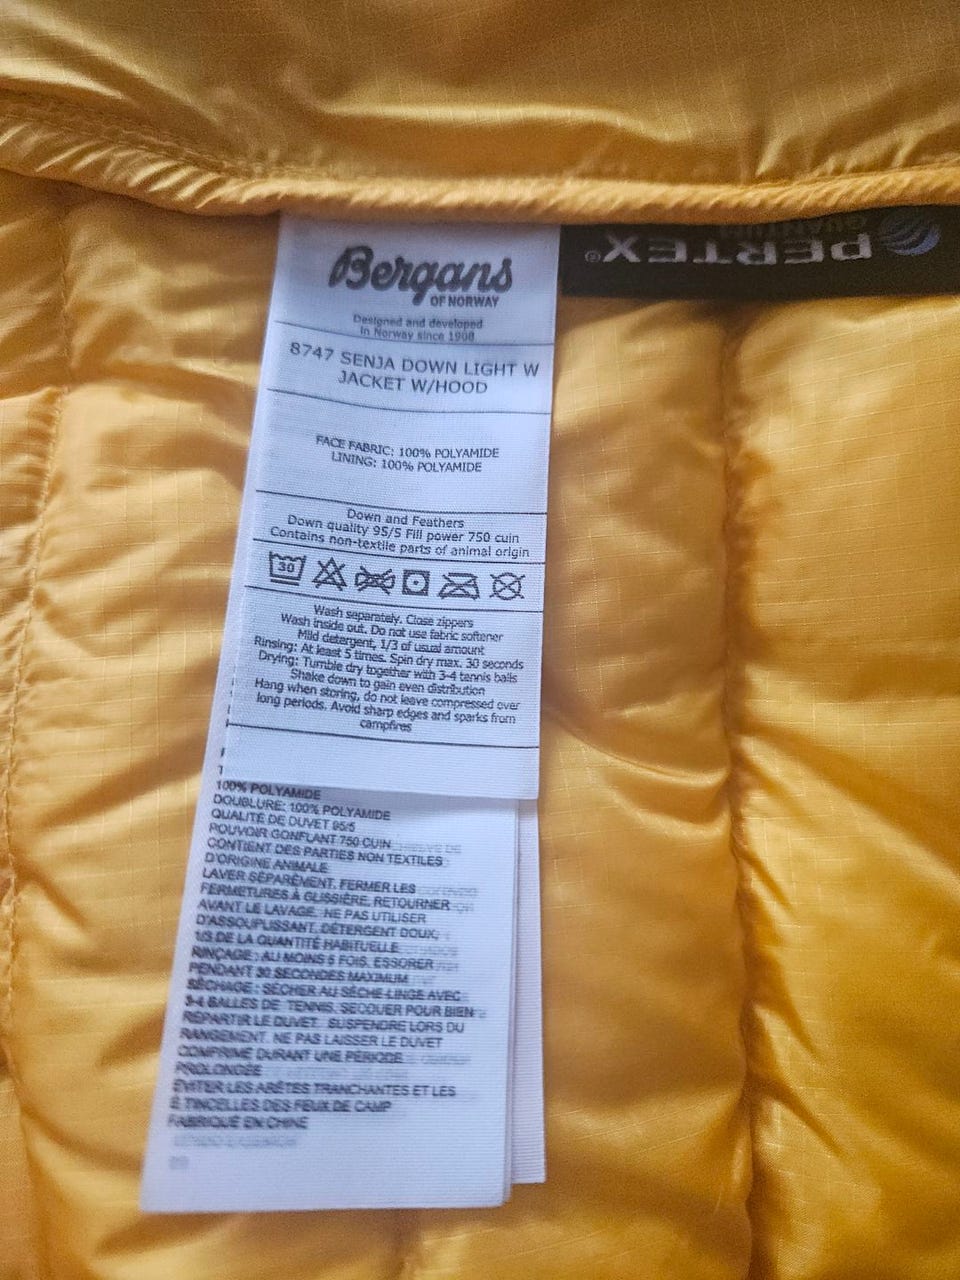 Bergans
OF NORWAY
Designed and developed
in Norway since 1908
8747 SENJA DOWN LIGHT W
JACKET W/HOOD
FACE FABRIC: 100% POLYAMIDE
LINING: 100% POLYAMIDE
Down and Feathers
Down quality 95/5 Fill power 750 cuin
Contains non-textile parts of animal origin
30
Wash separately. Close zippers
Wash inside out. Do not use fabric softener
Mild detergent, 1/3 of usual amount
Rinsing: At least 5 times. Spin dry max. 30 seconds
Drying: Tumble dry together with 3-4 tennis balls
Shake down to gain even distribution
Hang when storing, do not leave compressed over
long periods. Avoid sharp edges and sparks from
campfires
100% POLYAMIDE
DOUBLURE: 100% POLYAMIDE
QUALITÉ DE DUVET 95/5
POUVOIR GONFLANT 750 CUIN
CONTIENT DES PARTIES NON TEXTILES
D'ORIGINE ANIMALE
LAVER SÉPARÉMENT. FERMER LES
FERMETURES À GLISSIÈRE, RETOURNER
AVANT LE LAVAGE. NE PAS UTILISER
D'ASSOUPLISSANT. DÉTERGENT DOUX,
1/3 DE LA QUANTITÉ HABITUELLE
RINÇAGE: AU MOINS 5 FOIS. ESSORER
PENDANT 30 SECONDES MAXIMUM
SÉCHAGE: SÉCHER AU SÈCHE-LINGE AVEC
3-4 BALLES DE TENNIS. SECOUER POUR BIEN
RÉPARTIR LE DUVET. SUSPENDRE LORS DU
RANGEMENT. NE PAS LAISSER LE DUVET
COMPRIMÉ DURANT UNE PÉRIODE
PROLONGÉE
ÉVITER LES ARÊTES TRANCHANTES ET LES
É TINCELLES DES FEUX DE CAMP
FABRIQUÉ EN CHINE
PERTEX®
QUANTUM